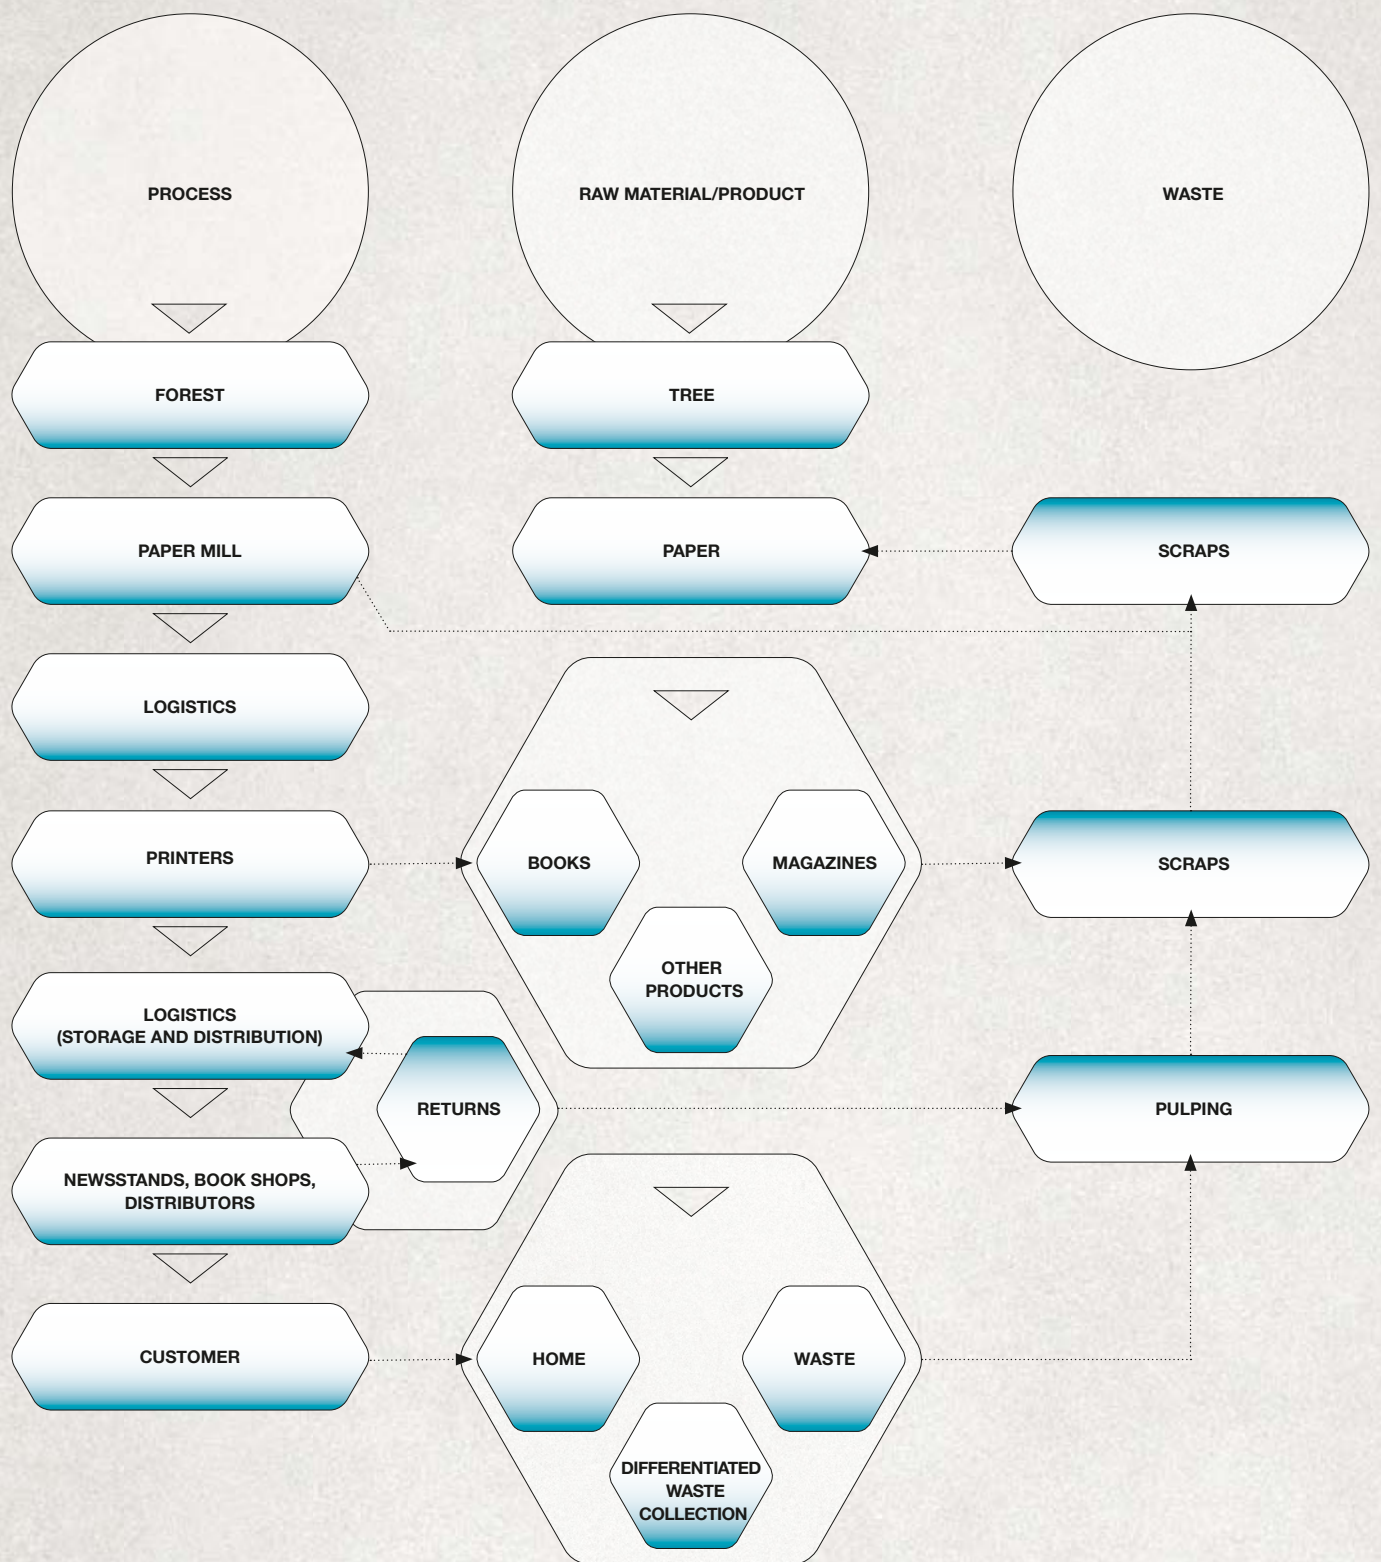 PROCESS
RAW MATERIAL/PRODUCT
WASTE
FOREST
TREE
PAPER MILL
PAPER
SCRAPS
LOGISTICS
PRINTERS
BOOKS
MAGAZINES
SCRAPS
OTHER
PRODUCTS
LOGISTICS
(STORAGE AND DISTRIBUTION)
RETURNS
PULPING
NEWSSTANDS, BOOK SHOPS,
DISTRIBUTORS
CUSTOMER
HOME
WASTE
DIFFERENTIATED
WASTE
COLLECTION